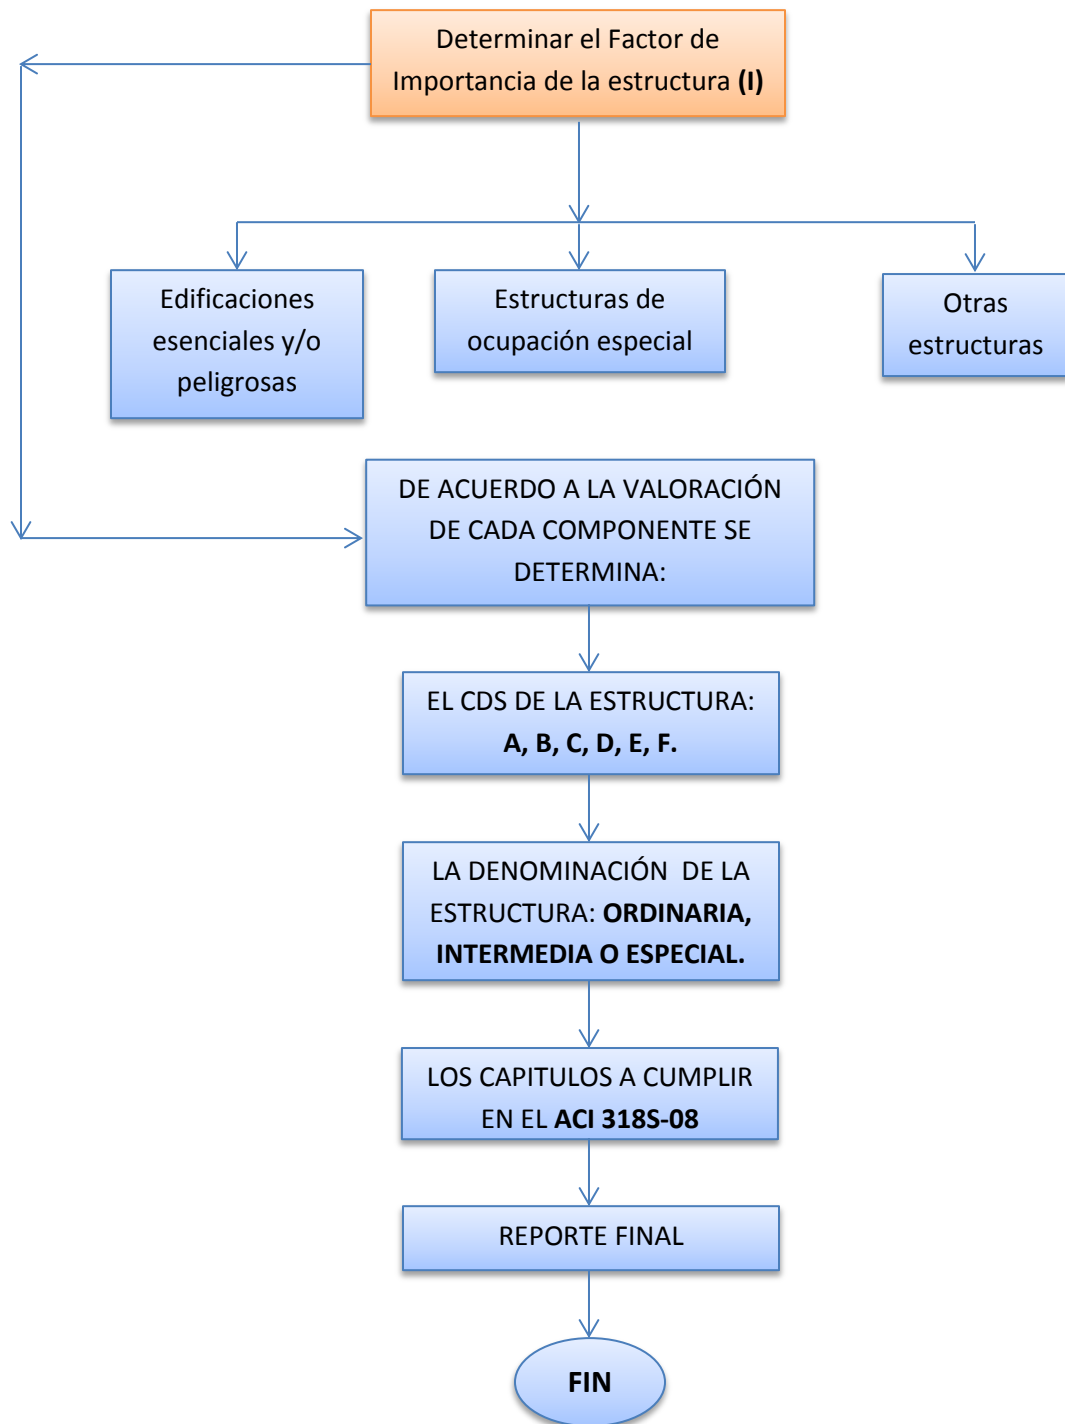 Determinar el Factor de
Importancia de la estructura (I)
Edificaciones
esenciales y/o
peligrosas
Estructuras de
ocupación especial
Otras
estructuras
DE ACUERDO A LA VALORACIÓN
DE CADA COMPONENTE SE
DETERMINA:
EL CDS DE LA ESTRUCTURA:
A, B, C, D, E, F.
LA DENOMINACIÓN  DE LA
ESTRUCTURA: ORDINARIA,
INTERMEDIA O ESPECIAL.
LOS CAPITULOS A CUMPLIR
EN EL ACI 318S-08
REPORTE FINAL
FIN